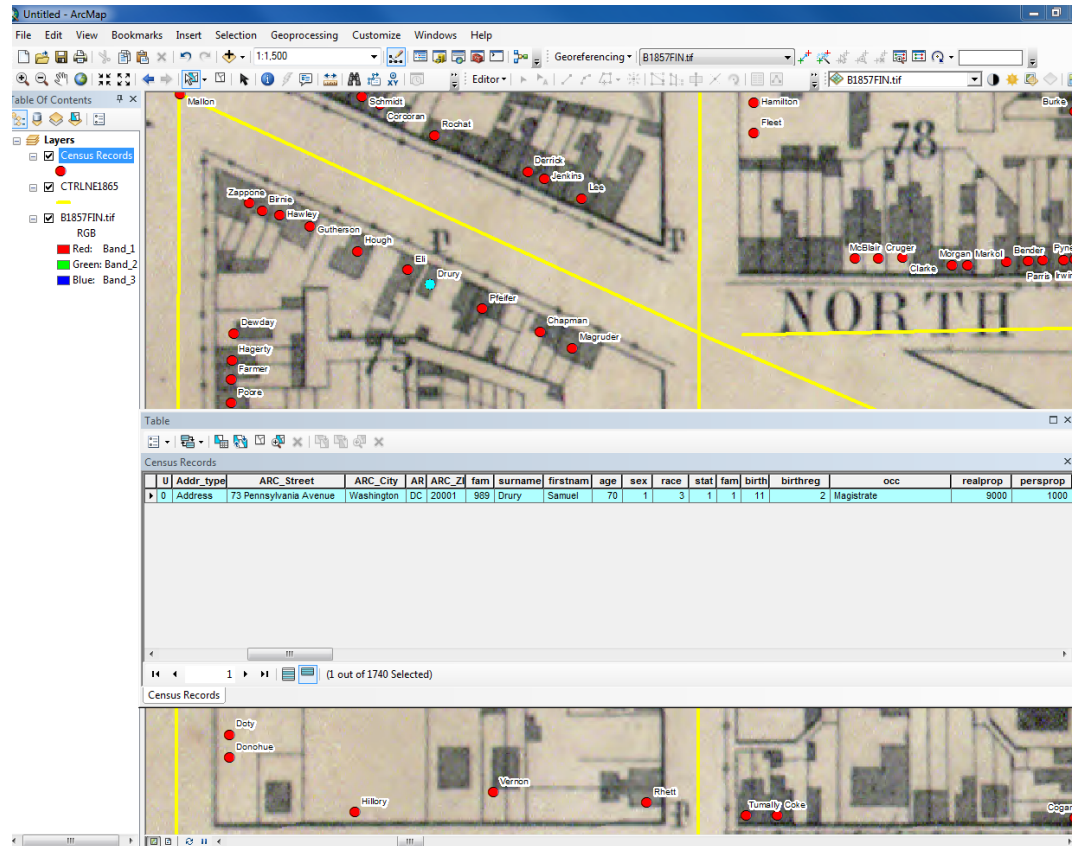 Untitled - ArcMap
File Edit View Bookmarks Insert Selection Geoprocessing Customize Windows Help
1:1,500 Georeferencing B1857FIN.tif
Editor B1857FIN.tif
Table Of Contents
Layers
Census Records
CTRLNE1865
B1857FIN.tif
RGB
Red: Band_1
Green: Band_2
Blue: Band_3
Mallon
Schmidt
Corcoran
Rochat
Derrick
Jenkins
Lee
Hamilton
Fleet
Burke
78
Zappone
Birnie
Hawley
Gutherson
Hough
Eli
Drury
Pfeifer
Chapman
Magruder
McBlair
Cruger
Clarke
Morgan
Markol
Bender
Parris
Irwin
Pyne
NORTH
Dewday
Hagerty
Farmer
Poore
Table
Census Records
U Addr_type ARC_Street ARC_City AR ARC_ZI fam surname firstnam age sex race stat fam birth birthreg occ realprop persprop
0 Address 73 Pennsylvania Avenue Washington DC 20001 989 Drury Samuel 70 1 3 1 1 11 2 Magistrate 9000 1000
1 (1 out of 1740 Selected)
Census Records
Doty
Donohue
Hillory
Vernon
Rhett
Tumally
Coke
Cogar